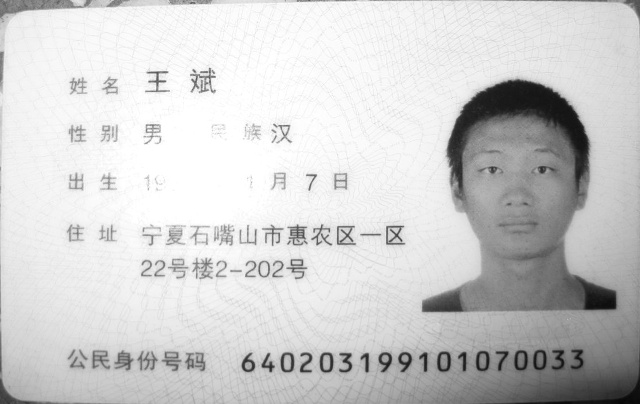 姓名 王斌
性别 男 民族 汉
出生 19 1月7日
住址 宁夏石嘴山市惠农区一区
22号楼2-202号
公民身份号码 640203199101070033